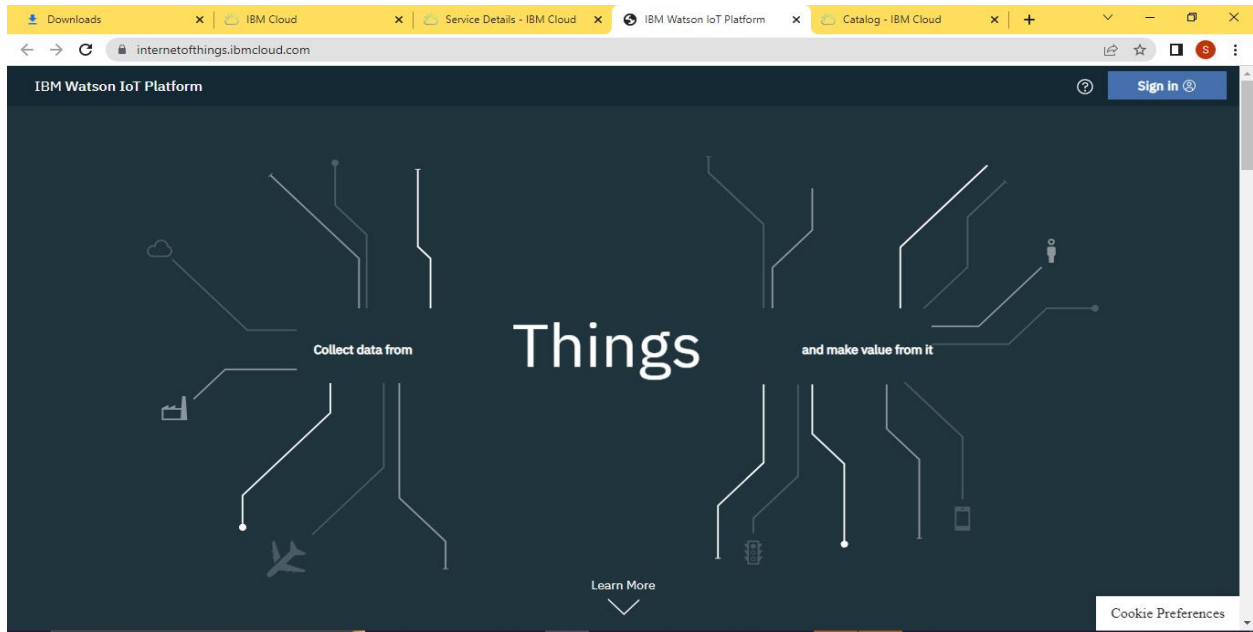 Downloads
IBM Cloud
Service Details - IBM Cloud
IBM Watson IoT Platform
Catalog - IBM Cloud
internetofthings.ibmcloud.com
S
IBM Watson IoT Platform
Sign in
Collect data from
Things
and make value from it
Learn More
Cookie Preferences